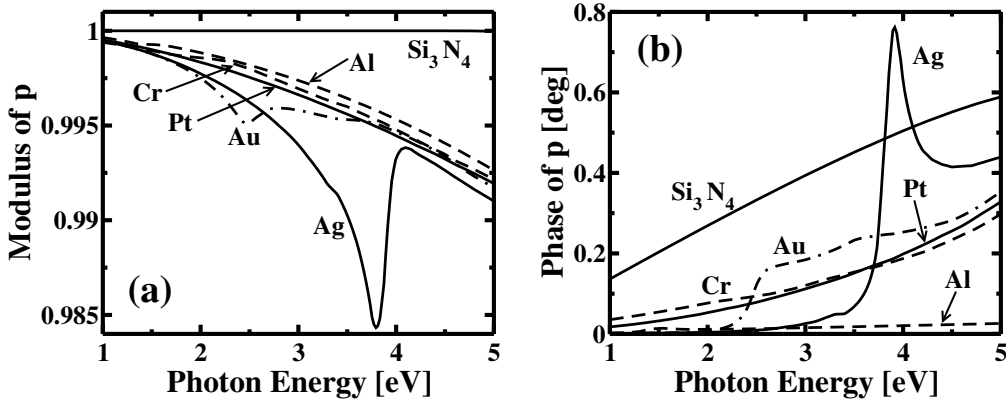 Modulus of p
1
0.995
0.99
0.985
(a)
Si3N4
Al
Cr
Pt
Au
Ag
1 2 3 4 5
Photon Energy [eV]
Phase of p [deg]
0.8
0.6
0.4
0.2
0
(b)
Ag
Si3N4
Pt
Au
Cr
Al
1 2 3 4 5
Photon Energy [eV]